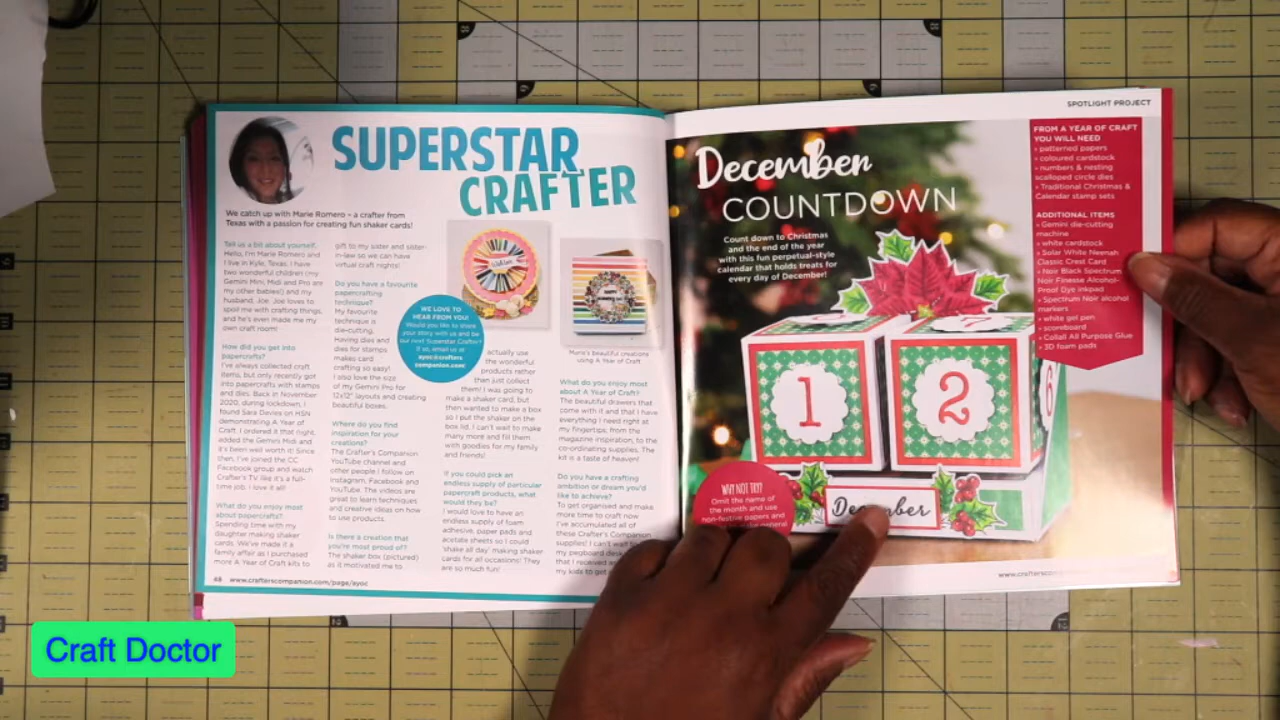 SUPERSTAR
CRAFTER
We catch up with Marie Romero – a crafter from
Texas with a passion for creating fun shaker cards!
Tell us a bit about yourself.
Hello, I'm Marie Romero and
I live in Kyle, Texas. I have
two wonderful children (my
Gemini Mini, Midi and Pro are
my other babies!) and my
husband, Joe. Joe loves to
spoil me with crafting things,
and he's even made me my
own craft room!
How did you get into
papercrafts?
I've always collected craft
items, but only recently got
into papercrafts with stamps
and dies. Back in November
2020, during lockdown, I
found Sara Davies on HSN
demonstrating A Year of
Craft. I ordered it that night,
added the Gemini Midi and
it's been well worth it! Since
then, I've joined the CC
Facebook group and watch
Crafter's TV like it's a full-
time job, I love it all!
What do you enjoy most
about papercrafts?
Spending time with my
daughter making shaker
cards. We've made it a
family affair as I purchased
more A Year of Craft kits to
gift to my sister and sister-
in-law so we can have
virtual craft nights!
Do you have a favourite
papercrafting
technique?
My favourite
technique is
die-cutting.
Having dies and
dies for stamps
makes card
crafting so easy!
I also love the size
of my Gemini Pro for
12x12" layouts and creating
beautiful boxes.
Where do you find
inspiration for your
creations?
The Crafter's Companion
YouTube channel and
other people I follow on
Instagram, Facebook and
YouTube. The videos are
great to learn techniques
and creative ideas on how
to use products.
Is there a creation that
you're most proud of?
The shaker box (pictured)
as it motivated me to
WE LOVE TO
HEAR FROM YOU!
Would you like to share
your story with us and be
our next Superstar Crafter?
If so, email us at
ayoc@crafters
companion.com!
actually use
the wonderful
products rather
than just collect
them! I was going to
make a shaker card, but
then wanted to make a box
so I put the shaker on the
box lid. I can't wait to make
many more and fill them
with goodies for my family
and friends!
If you could pick an
endless supply of particular
papercraft products, what
would they be?
I would love to have an
endless supply of foam
adhesive, paper pads and
acetate sheets so I could
'shake all day' making shaker
cards for all occasions! They
are so much fun!
Marie's beautiful creations
using A Year of Craft
What do you enjoy most
about A Year of Craft?
The beautiful drawers that
come with it and that I have
everything I need right at
my fingertips, from the
magazine inspiration, to the
co-ordinating supplies. The
kit is a taste of heaven!
Do you have a crafting
ambition or dream you'd
like to achieve?
To get organised and make
more time to craft now
I've accumulated all of
these Crafter's Companion
supplies! I can't wait
my pegboard
that I received
my kids to get
48 www.crafterscompanion.com/page/ayoc
SPOTLIGHT PROJECT
December
COUNTDOWN
Count down to Christmas
and the end of the year
with this fun perpetual-style
calendar that holds treats for
every day of December!
FROM A YEAR OF CRAFT
YOU WILL NEED
› patterned papers
› coloured cardstock
› numbers & nesting
scalloped circle dies
› Traditional Christmas &
Calendar stamp sets
ADDITIONAL ITEMS
› Gemini die-cutting
machine
› white cardstock
› Solar White Neenah
Classic Crest Card
› Noir Black Spectrum
Noir Finesse Alcohol-
Proof Dye inkpad
› Spectrum Noir alcohol
markers
› white gel pen
› scoreboard
› Collall All Purpose Glue
› 3D foam pads
1
2
December
WHY NOT TRY?
Omit the name of
the month and use
non-festive papers and
general
Craft Doctor